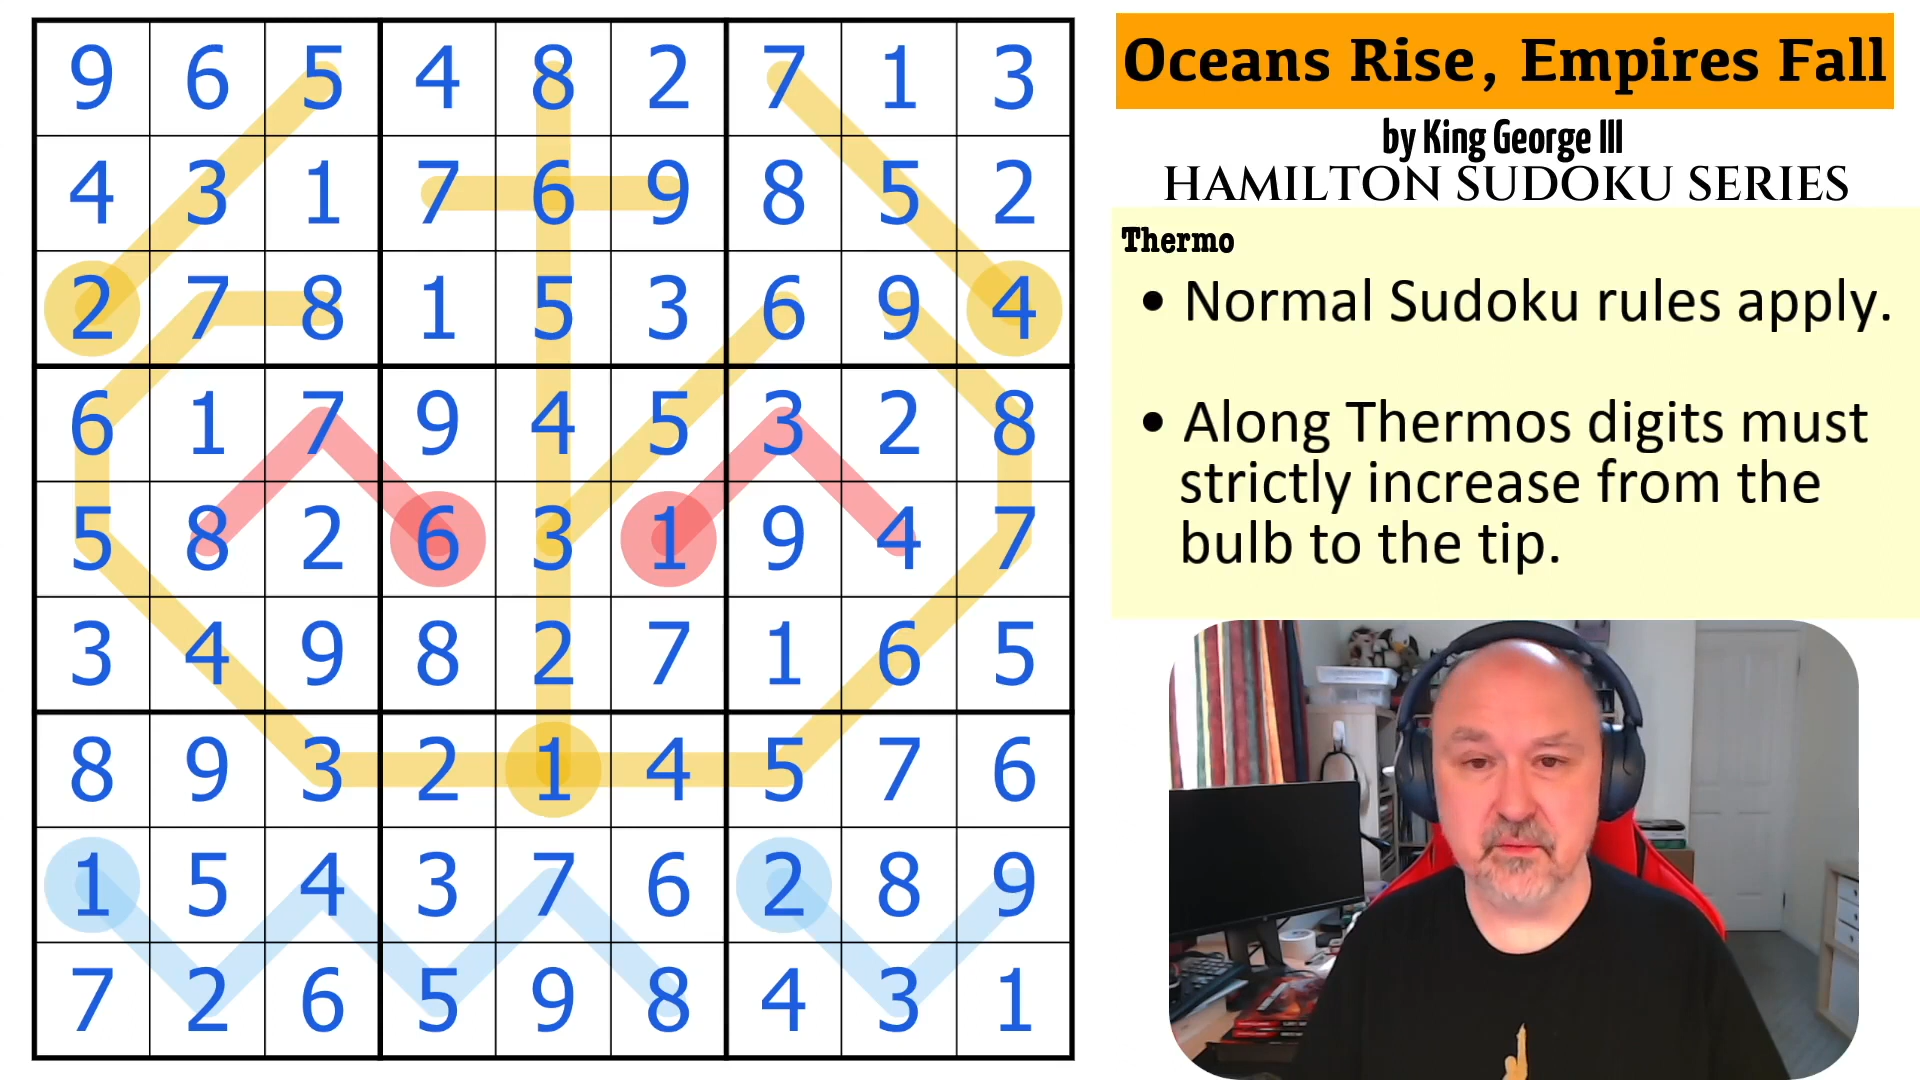 9 6 5 4 8 2 7 1 3
4 3 1 7 6 9 8 5 2
2 7 8 1 5 3 6 9 4
6 1 7 9 4 5 3 2 8
5 8 2 6 3 1 9 4 7
3 4 9 8 2 7 1 6 5
8 9 3 2 1 4 5 7 6
1 5 4 3 7 6 2 8 9
7 2 6 5 9 8 4 3 1
Oceans Rise, Empires Fall
by King George III
HAMILTON SUDOKU SERIES
Thermo
• Normal Sudoku rules apply.
• Along Thermos digits must
strictly increase from the
bulb to the tip.